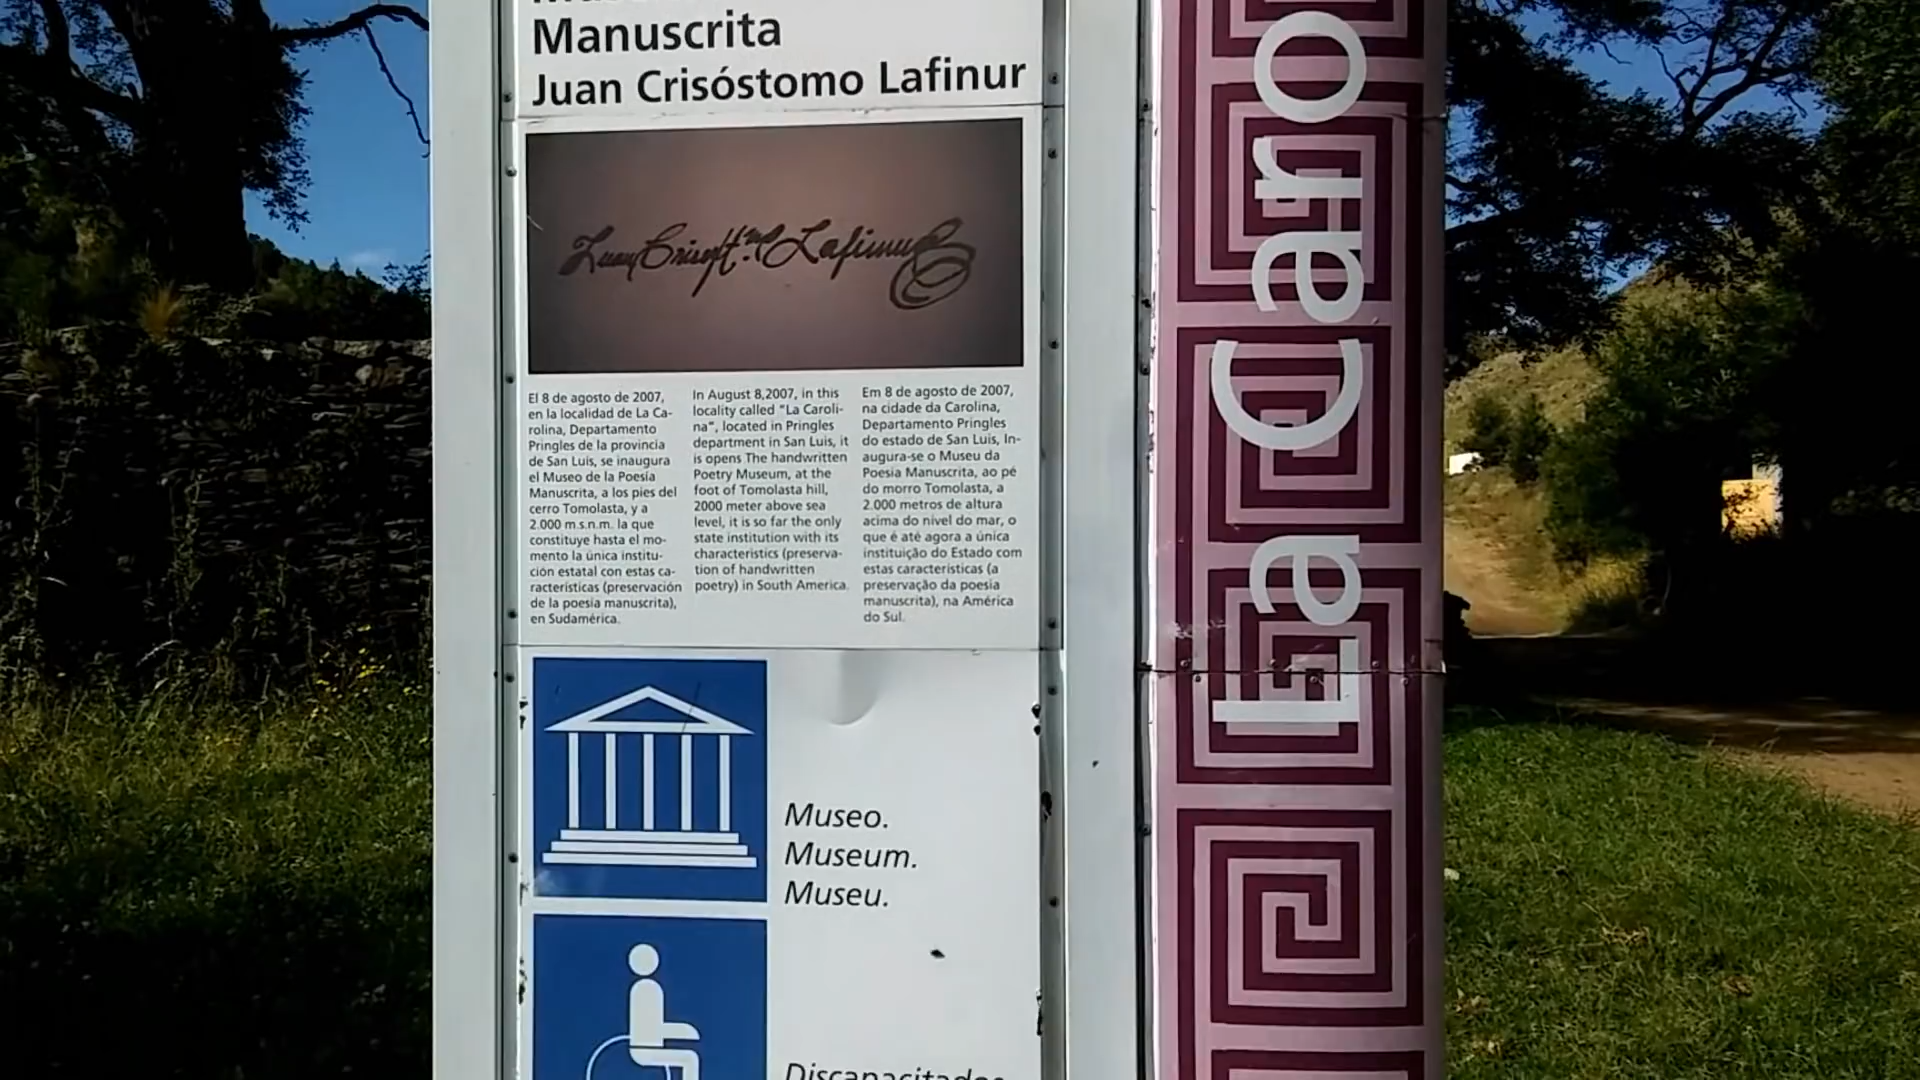 Manuscrita
Juan Crisóstomo Lafinur
Juan Crisost.mo Lafinur
El 8 de agosto de 2007,
en la localidad de La Ca-
rolina, Departamento
Pringles de la provincia
de San Luis, se inaugura
el Museo de la Poesía
Manuscrita, a los pies del
cerro Tomolasta, y a
2.000 m.s.n.m. la que
constituye hasta el mo-
mento la única institu-
ción estatal con estas ca-
racterísticas (preservación
de la poesía manuscrita),
en Sudamérica.
In August 8,2007, in this
locality called "La Caroli-
na", located in Pringles
department in San Luis, it
is opens The handwritten
Poetry Museum, at the
foot of Tomolasta hill,
2000 meter above sea
level, it is so far the only
state institution with its
characteristics (preserva-
tion of handwritten
poetry) in South America.
Em 8 de agosto de 2007,
na cidade da Carolina,
Departamento Pringles
do estado de San Luis, In-
augura-se o Museu da
Poesia Manuscrita, ao pé
do morro Tomolasta, a
2.000 metros de altura
acima do nível do mar, o
que é até agora a única
instituição do Estado com
estas características (a
preservação da poesia
manuscrita), na América
do Sul.
Museo.
Museum.
Museu.
Discapacitados
La Caro